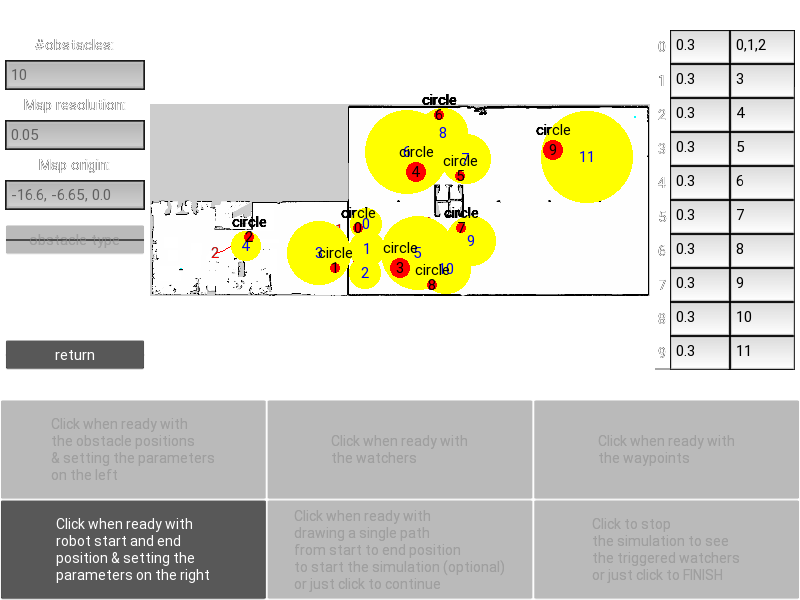 #obstacles:
10
Map resolution:
0.05
Map origin:
-16.6, -6.65, 0.0
obstacle type
return
circle
6
8
circle
9
11
6
circle
4
7
circle
5
circle
2
4
2
circle
0
0
circle
7
9
3
circle
1
1
2
circle
5
3
circle
10
8
0
0.3
0,1,2
1
0.3
3
2
0.3
4
3
0.3
5
4
0.3
6
5
0.3
7
6
0.3
8
7
0.3
9
8
0.3
10
9
0.3
11
Click when ready with
the obstacle positions
& setting the parameters
on the left
Click when ready with
the watchers
Click when ready with
the waypoints
Click when ready with
robot start and end
position & setting the
parameters on the right
Click when ready with
drawing a single path
from start to end position
to start the simulation (optional)
or just click to continue
Click to stop
the simulation to see
the triggered watchers
or just click to FINISH